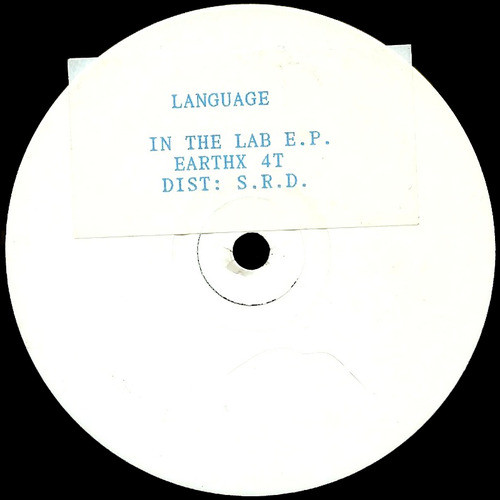 LANGUAGE
IN THE LAB E.P.
EARTHX 4T
DIST: S.R.D.